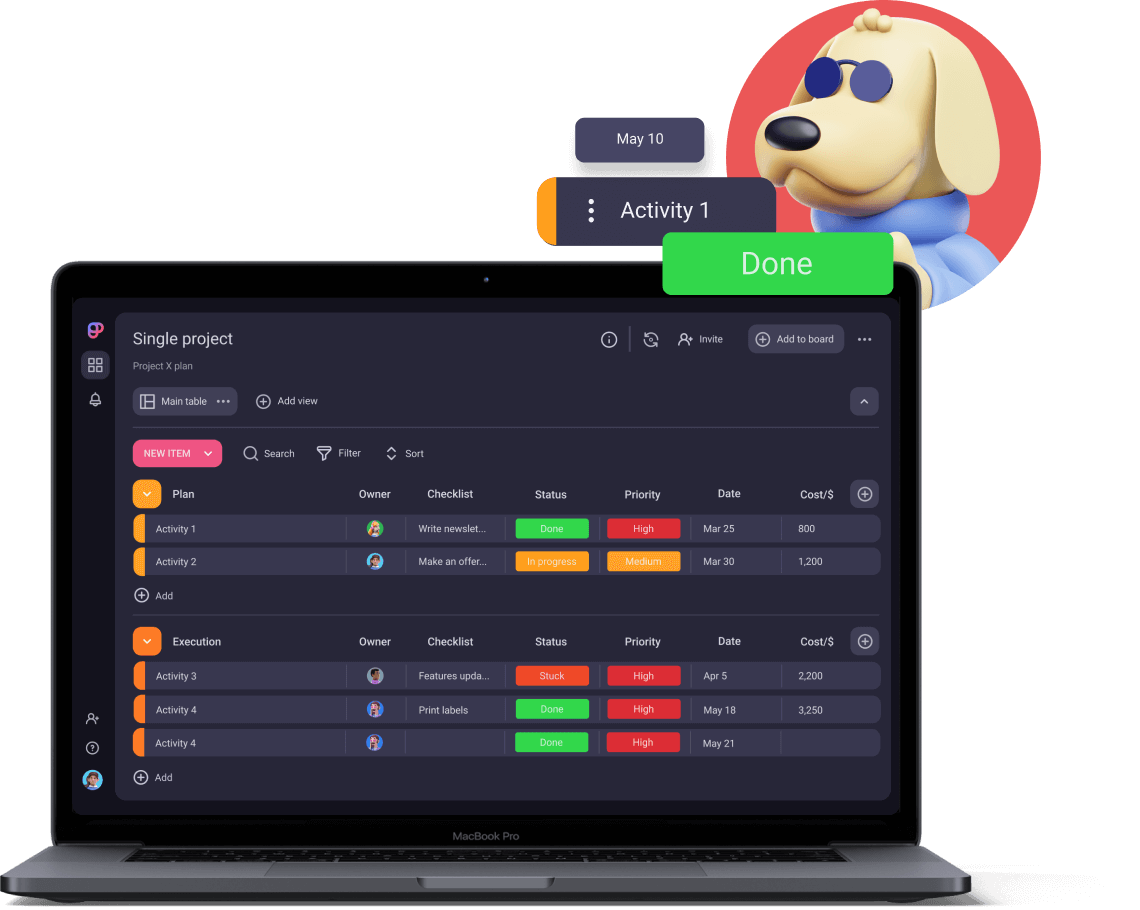 May 10
Activity 1
Done
Single project
Invite
Add to board
Project X plan
Main table
Add view
NEW ITEM
Search
Filter
Sort
Plan Owner Checklist Status Priority Date Cost/$
Activity 1 Write newslet... Done High Mar 25 800
Activity 2 Make an offer... In progress Medium Mar 30 1,200
Add
Execution Owner Checklist Status Priority Date Cost/$
Activity 3 Features upda... Stuck High Apr 5 2,200
Activity 4 Print labels Done High May 18 3,250
Activity 4 Done High May 21
Add
MacBook Pro